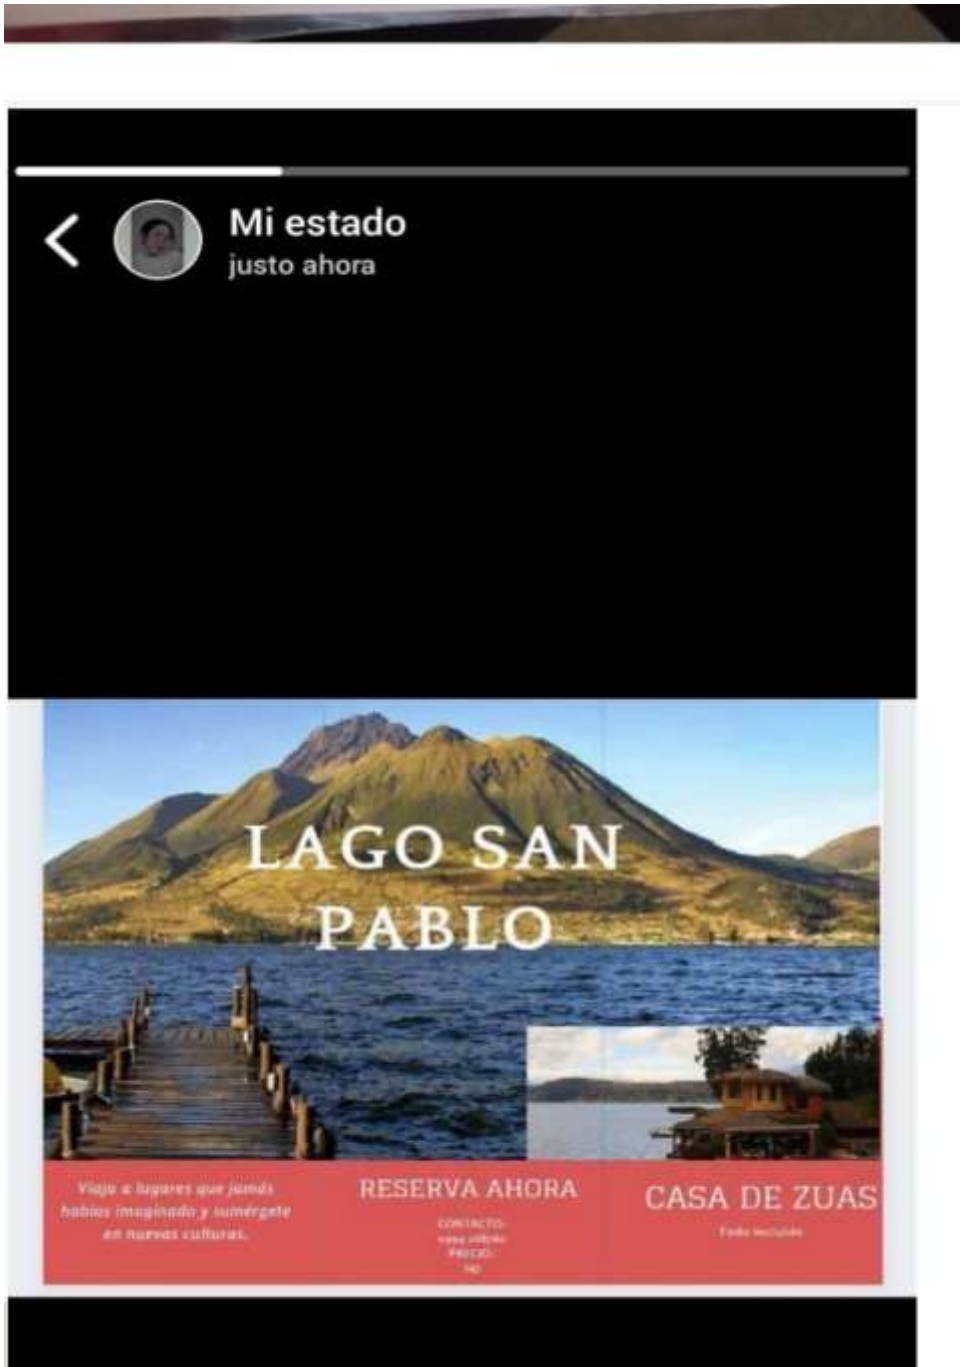 Mi estado
justo ahora
LAGO SAN
PABLO
Viaja a lugares que jamás
habías imaginado y sumérgete
en nuevas culturas.
RESERVA AHORA
CONTACTO:
PRECIO:
CASA DE ZUAS
Todo incluido